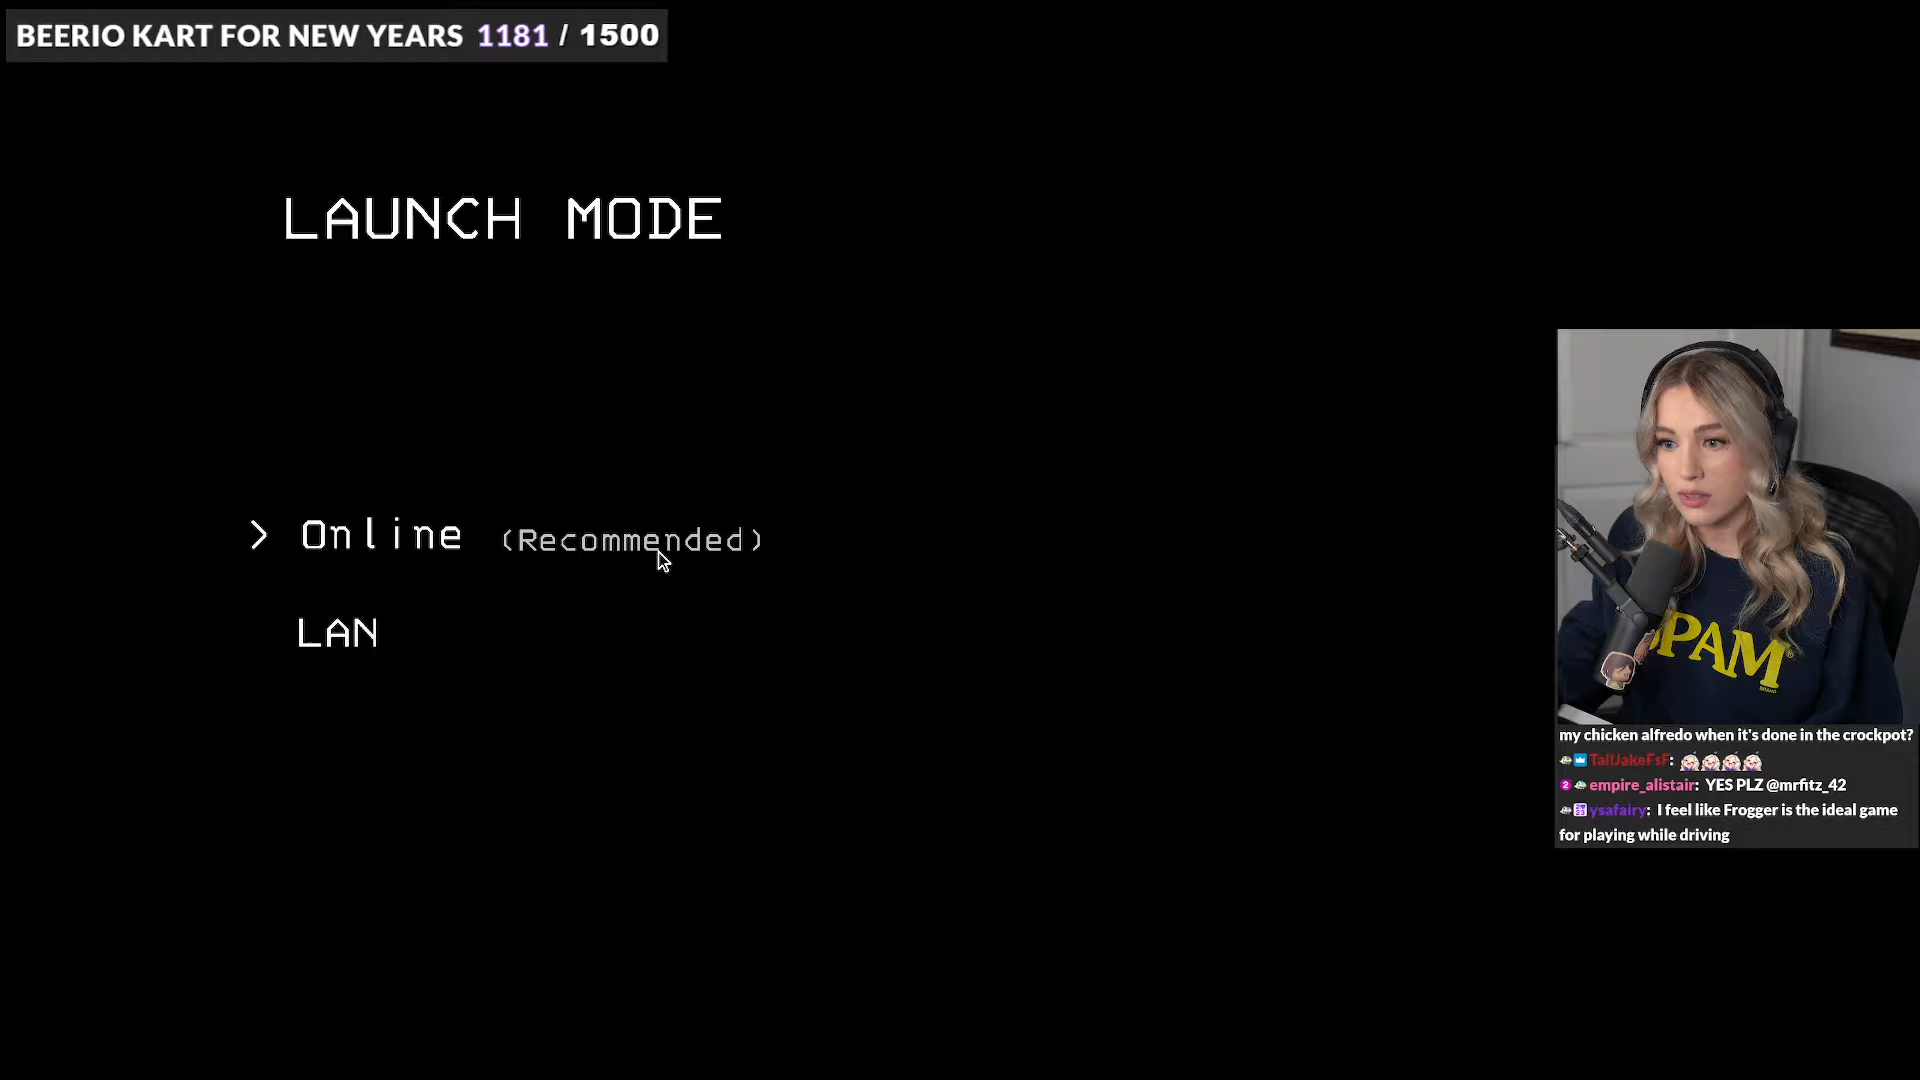 BEERIO KART FOR NEW YEARS 1181 / 1500
LAUNCH MODE
> Online (Recommended)
LAN
SPAM®
BRAND
my chicken alfredo when it's done in the crockpot?
TallJakeFsF:
empire_alistair: YES PLZ @mrfitz_42
ysafairy: I feel like Frogger is the ideal game
for playing while driving